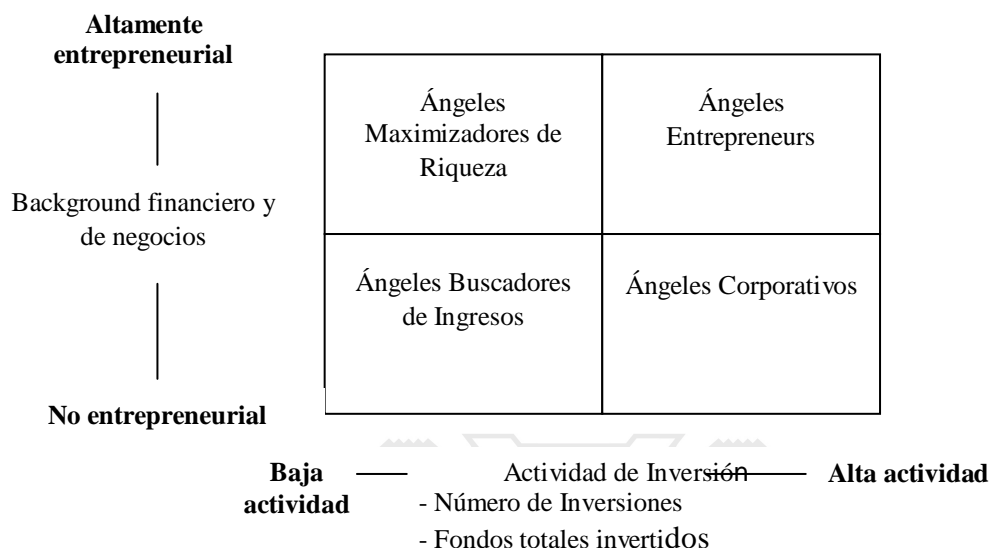 Altamente
entrepreneurial
Ángeles
Maximizadores de
Riqueza
Ángeles
Entrepreneurs
Background financiero y
de negocios
Ángeles Buscadores
de Ingresos
Ángeles Corporativos
No entrepreneurial
Baja
actividad
Actividad de Inversión
Alta actividad
- Número de Inversiones
- Fondos totales invertidos